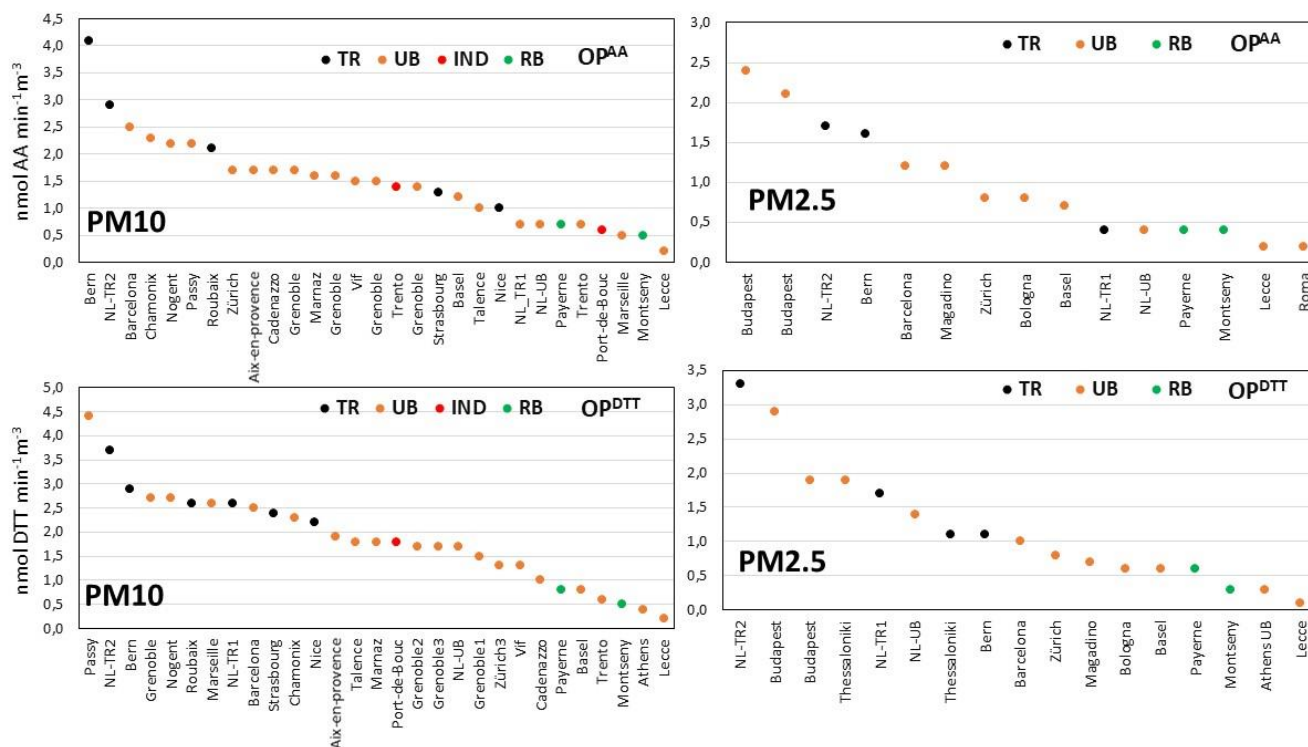 TR UB IND RB OP^AA
nmol AA min⁻¹m⁻³
4,5
4,0
3,5
3,0
2,5
2,0
1,5
1,0
0,5
0,0
PM10
Bern
NL-TR2
Barcelona
Chamonix
Nogent
Passy
Roubaix
Zürich
Aix-en-provence
Cadenazzo
Grenoble
Marnaz
Grenoble
Vif
Grenoble
Trento
Grenoble
Strasbourg
Basel
Talence
Nice
NL_TR1
NL-UB
Payerne
Trento
Port-de-Bouc
Marseille
Montseny
Lecce
TR UB RB OP^AA
3,0
2,5
2,0
1,5
1,0
0,5
0,0
PM2.5
Budapest
Budapest
NL-TR2
Bern
Barcelona
Magadino
Zürich
Bologna
Basel
NL-TR1
NL-UB
Payerne
Montseny
Lecce
Roma
TR UB IND RB OP^DTT
nmol DTT min⁻¹m⁻³
5,0
4,5
4,0
3,5
3,0
2,5
2,0
1,5
1,0
0,5
0,0
PM10
Passy
NL-TR2
Bern
Grenoble
Nogent
Roubaix
Marseille
NL-TR1
Barcelona
Strasbourg
Chamonix
Nice
Aix-en-provence
Talence
Marnaz
Port-de-Bouc
Grenoble2
Grenoble3
NL-UB
Grenoble1
Zürich3
Vif
Cadenazzo
Payerne
Basel
Trento
Montseny
Athens
Lecce
TR UB RB OP^DTT
3,5
3,0
2,5
2,0
1,5
1,0
0,5
0,0
PM2.5
NL-TR2
Budapest
Budapest
Thessaloniki
NL-TR1
NL-UB
Thessaloniki
Bern
Barcelona
Zürich
Magadino
Bologna
Basel
Payerne
Montseny
Athens UB
Lecce